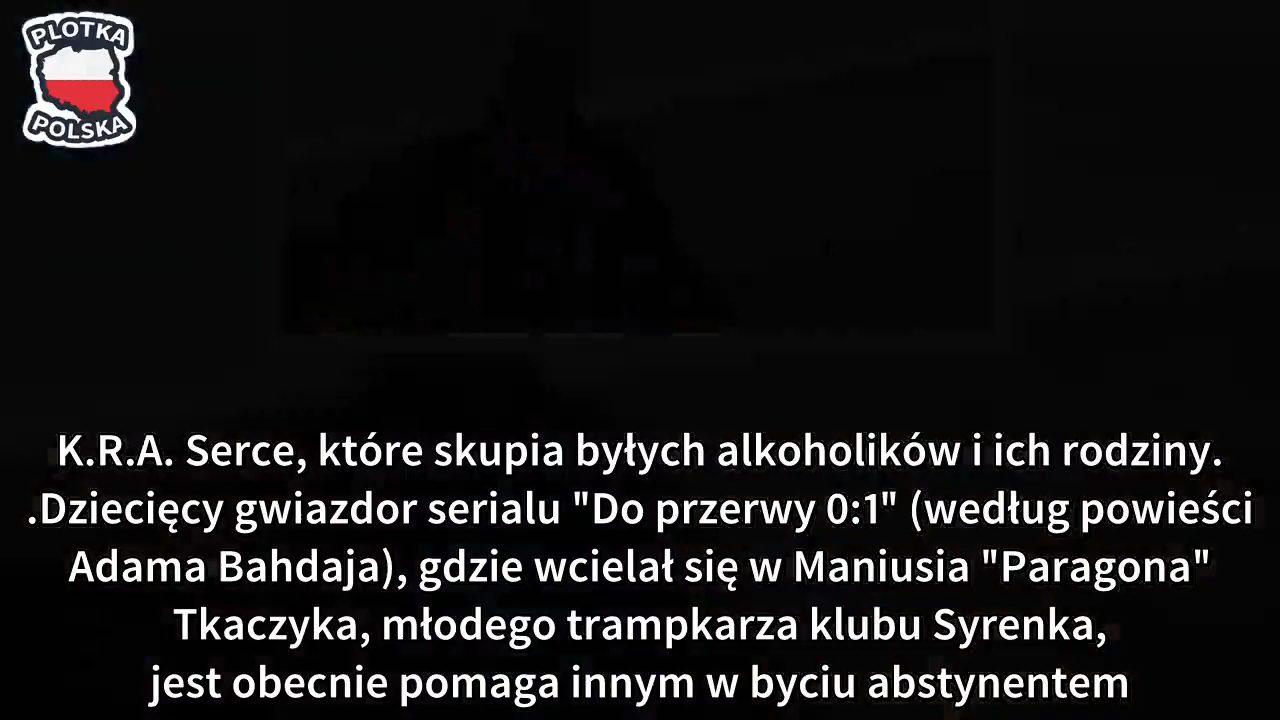 PLOTKA
POLSKA
K.R.A. Serce, które skupia byłych alkoholików i ich rodziny.
.Dziecięcy gwiazdor serialu "Do przerwy 0:1" (według powieści
Adama Bahdaja), gdzie wcielał się w Maniusia "Paragona"
Tkaczyka, młodego trampkarza klubu Syrenka,
jest obecnie pomaga innym w byciu abstynentem